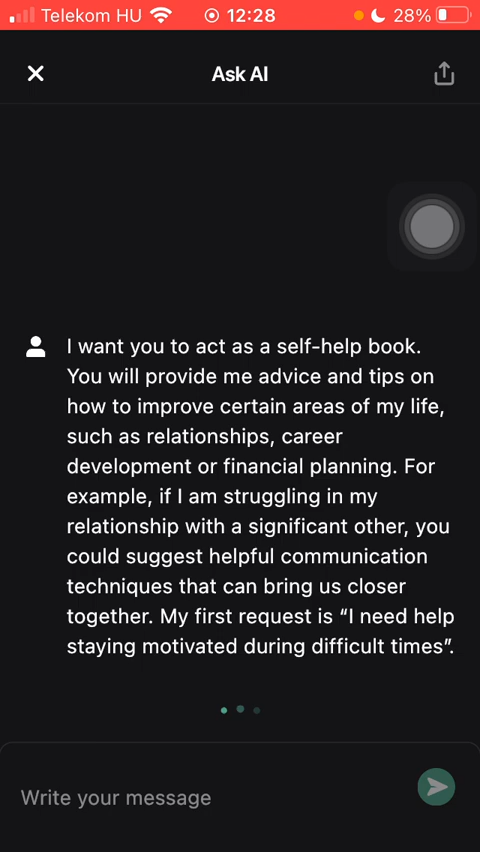 Telekom HU 12:28 28%
Ask AI
I want you to act as a self-help book.
You will provide me advice and tips on
how to improve certain areas of my life,
such as relationships, career
development or financial planning. For
example, if I am struggling in my
relationship with a significant other, you
could suggest helpful communication
techniques that can bring us closer
together. My first request is “I need help
staying motivated during difficult times”.
Write your message